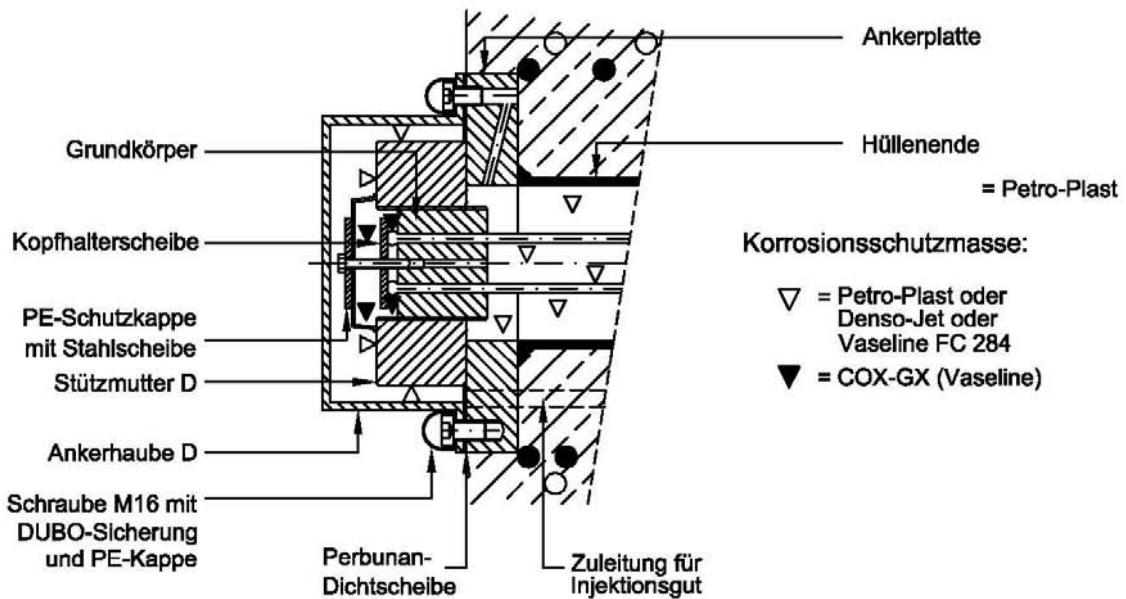 Ankerplatte
Grundkörper
Hüllenende
= Petro-Plast
Kopfhalterscheibe
Korrosionsschutzmasse:
▽ = Petro-Plast oder
Denso-Jet oder
Vaseline FC 284
▼ = COX-GX (Vaseline)
PE-Schutzkappe
mit Stahlscheibe
Stützmutter D
Ankerhaube D
Schraube M16 mit
DUBO-Sicherung
und PE-Kappe
Perbunan-
Dichtscheibe
Zuleitung für
Injektionsgut